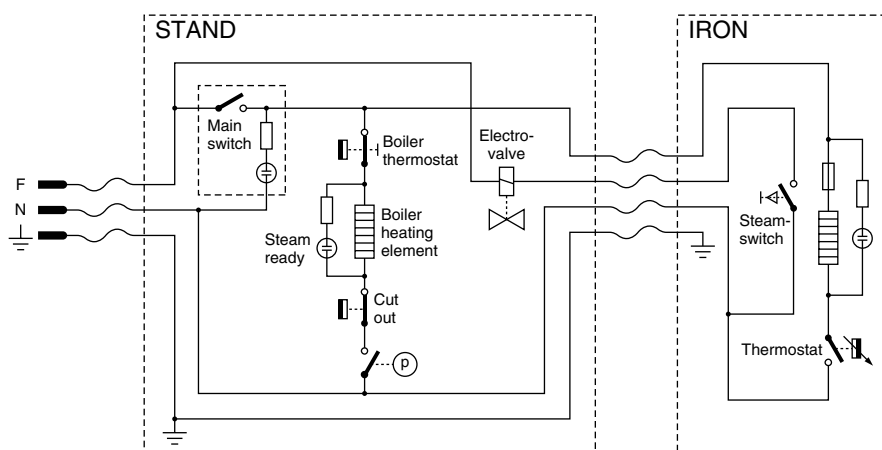 STAND
IRON
Main
switch
Boiler
thermostat
Electro-
valve
F
N
Steam
ready
Boiler
heating
element
Steam-
switch
Cut
out
P
Thermostat